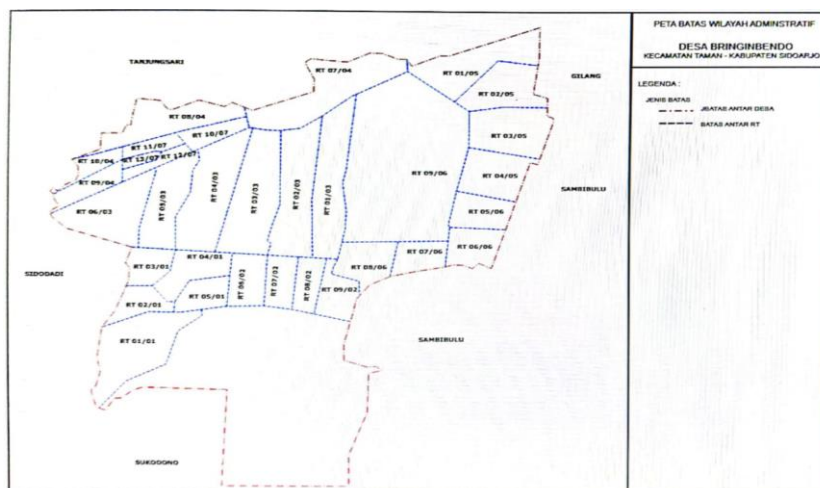 PETA BATAS WILAYAH ADMINSTRATIF
DESA BRINGINBENDO
KECAMATAN TAMAN - KABUPATEN SIDOARJO
LEGENDA :
JENIS BATAS
JBATAS ANTAR DESA
BATAS ANTAR RT
TANJUNGSARI
GILANG
RT 07/04
RT 01/05
RT 02/05
RT 08/04
RT 10/07
RT 03/05
RT 11/07
RT 10/04
RT 12/07
RT 13/07
RT 09/06
RT 04/05
SAMBIBULU
RT 09/04
RT 05/03
RT 04/03
RT 03/03
RT 02/03
RT 01/03
RT 06/03
RT 05/06
RT 06/06
RT 07/06
RT 04/01
RT 03/01
RT 08/06
SIDODADI
RT 06/02
RT 07/02
RT 08/02
RT 09/02
RT 05/01
RT 02/01
RT 01/01
SAMBIBULU
SUKODONO